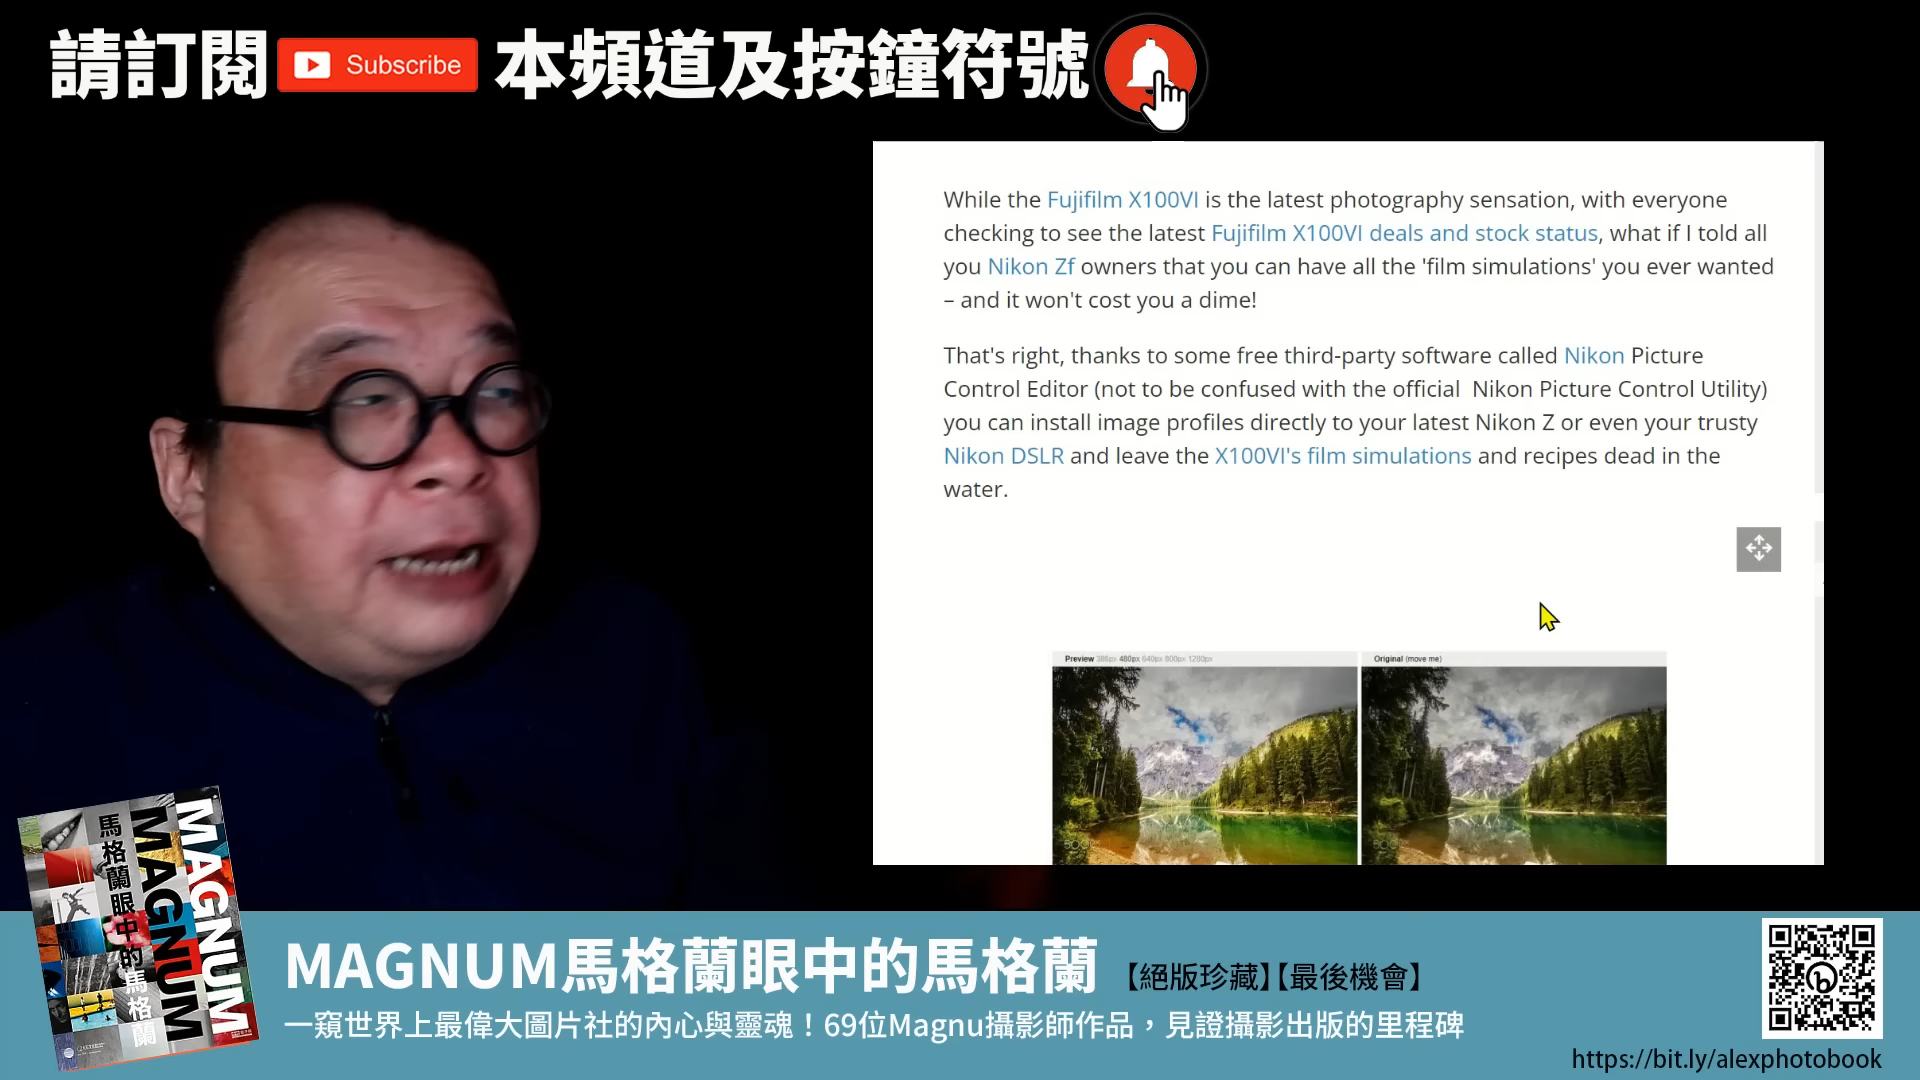 請訂閱 Subscribe 本頻道及按鐘符號
While the Fujifilm X100VI is the latest photography sensation, with everyone
checking to see the latest Fujifilm X100VI deals and stock status, what if I told all
you Nikon Zf owners that you can have all the 'film simulations' you ever wanted
– and it won't cost you a dime!
That's right, thanks to some free third-party software called Nikon Picture
Control Editor (not to be confused with the official Nikon Picture Control Utility)
you can install image profiles directly to your latest Nikon Z or even your trusty
Nikon DSLR and leave the X100VI's film simulations and recipes dead in the
water.
Preview 480px 640px 800px 1280px
Original (move me)
MAGNUM
MAGNUM
馬格蘭眼中的馬格蘭
MAGNUM馬格蘭眼中的馬格蘭 【絕版珍藏】【最後機會】
一窺世界上最偉大圖片社的內心與靈魂！69位Magnu攝影師作品，見證攝影出版的里程碑
https://bit.ly/alexphotobook